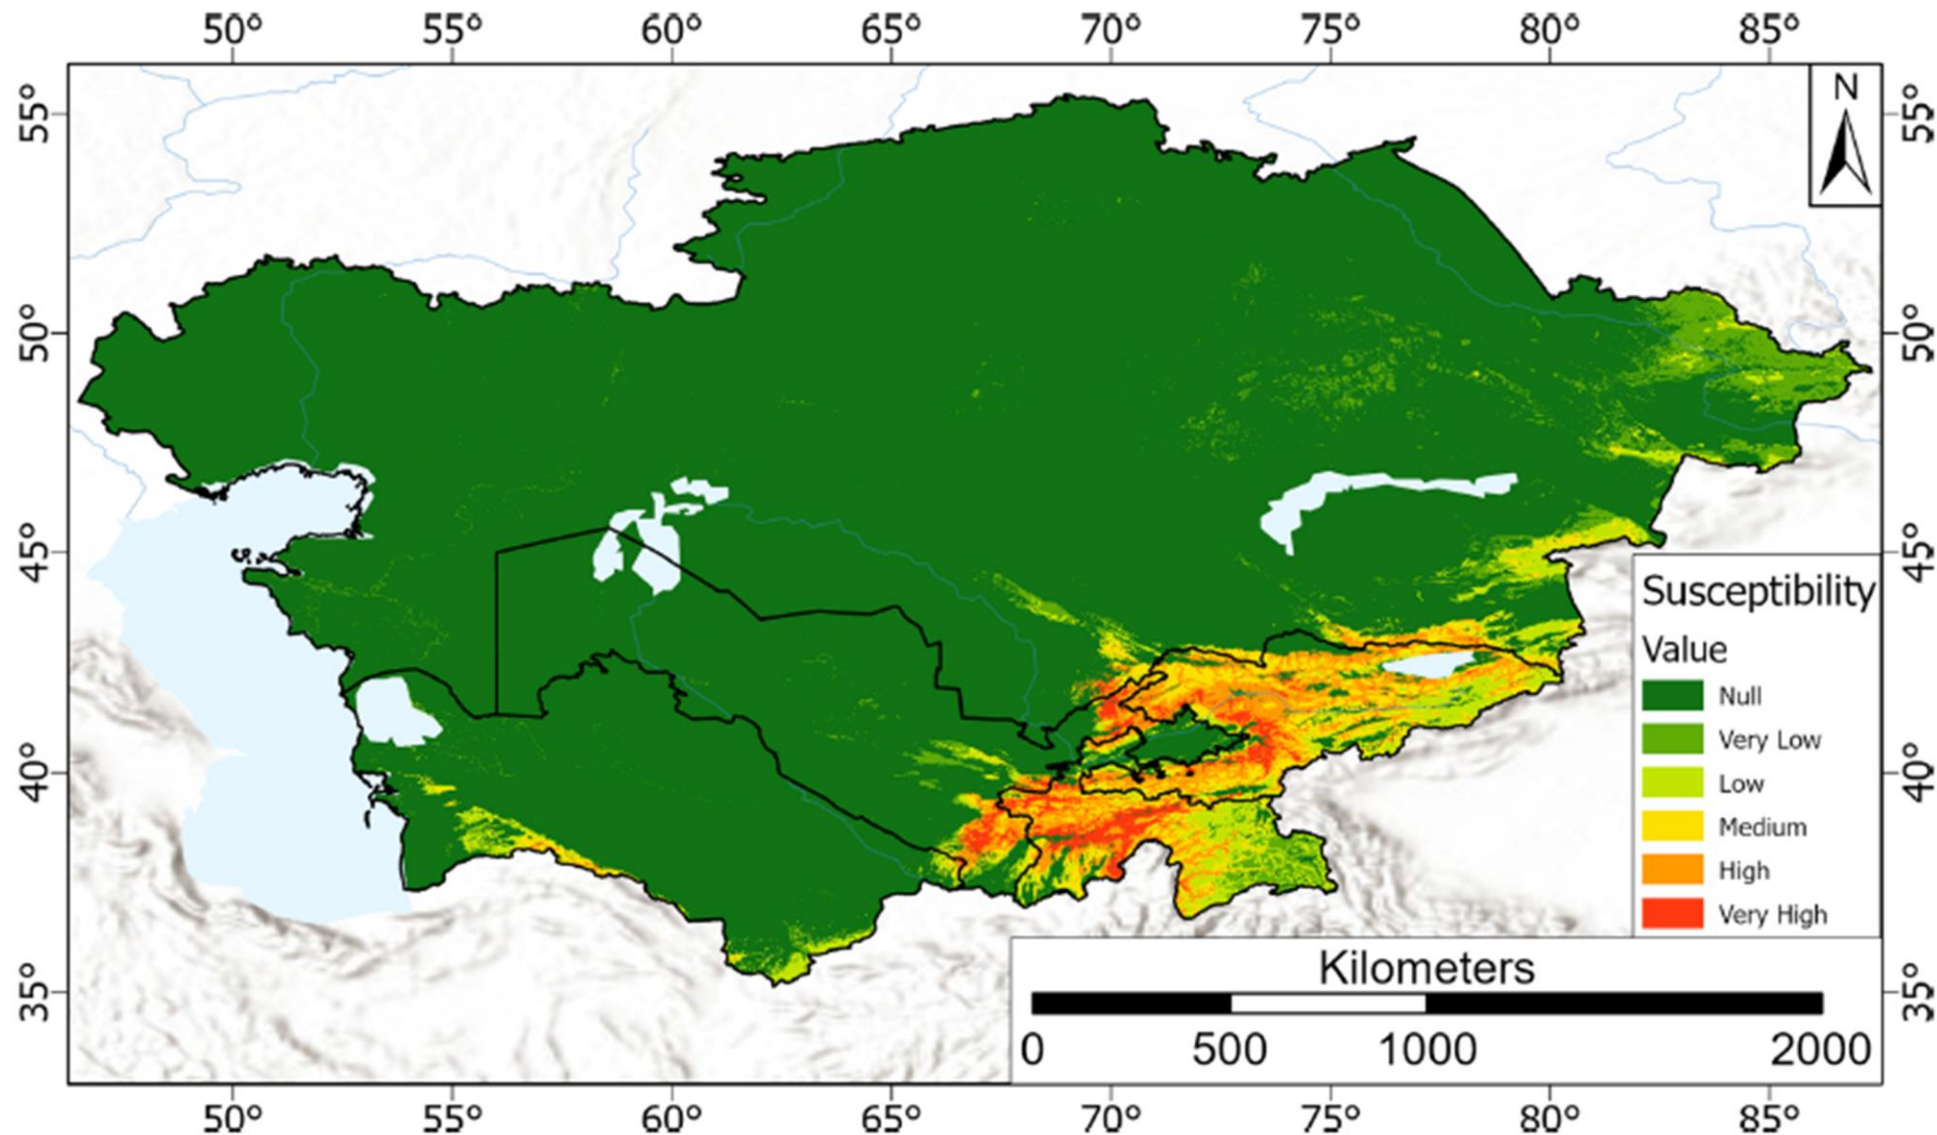 50° 55° 60° 65° 70° 75° 80° 85°
55° 55°
N
50° 50°
45° 45°
40° 40°
35° 35°
Susceptibility
Value
Null
Very Low
Low
Medium
High
Very High
Kilometers
0 500 1000 2000
50° 55° 60° 65° 70° 75° 80° 85°